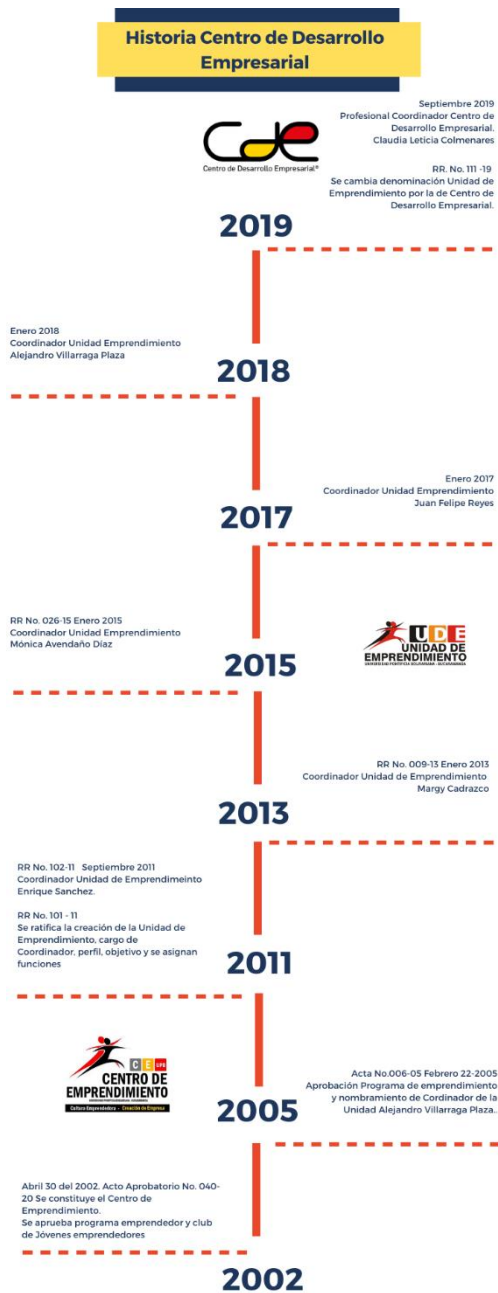 Historia Centro de Desarrollo
Empresarial
Septiembre 2019
Profesional Coordinador Centro de
Desarrollo Empresarial.
Claudia Leticia Colmenares
cde
Centro de Desarrollo Empresarial®
RR. No, 111 -19
Se cambia denominación Unidad de
Emprendimiento por la de Centro de
Desarrollo Empresarial.
2019
Enero 2018
Coordinador Unidad Emprendimiento
Alejandro Villarraga Plaza
2018
Enero 2017
Coordinador Unidad Emprendimiento
Juan Felipe Reyes
2017
RR No. 026-15 Enero 2015
Coordinador Unidad Emprendimiento
Mónica Avendaño Díaz
UDE
UNIDAD DE
EMPRENDIMIENTO
UNIVERSIDAD PONTIFICIA BOLIVARIANA - BUCARAMANGA
2015
RR No. 009-13 Enero 2013
Coordinador Unidad de Emprendimiento
Margy Cadrazco
2013
RR No. 102-11 Septiembre 2011
Coordinador Unidad de Emprendimeinto
Enrique Sanchez.
RR No. 101 - 11
Se ratifica la creación de la Unidad de
Emprendimiento, cargo de
Coordinador, perfil, objetivo y se asignan
funciones
2011
CE UPB
CENTRO DE
EMPRENDIMIENTO
Cultura Emprendedora - Creación de Empresa
Acta No.006-05 Febrero 22-2005
Aprobación Programa de emprendimiento
y nombramiento de Cordinador de la
Unidad Alejandro Villarraga Plaza..
2005
Abril 30 del 2002. Acto Aprobatorio No. 040-
20 Se constituye el Centro de
Emprendimiento.
Se aprueba programa emprendedor y club
de Jóvenes emprendedores
2002